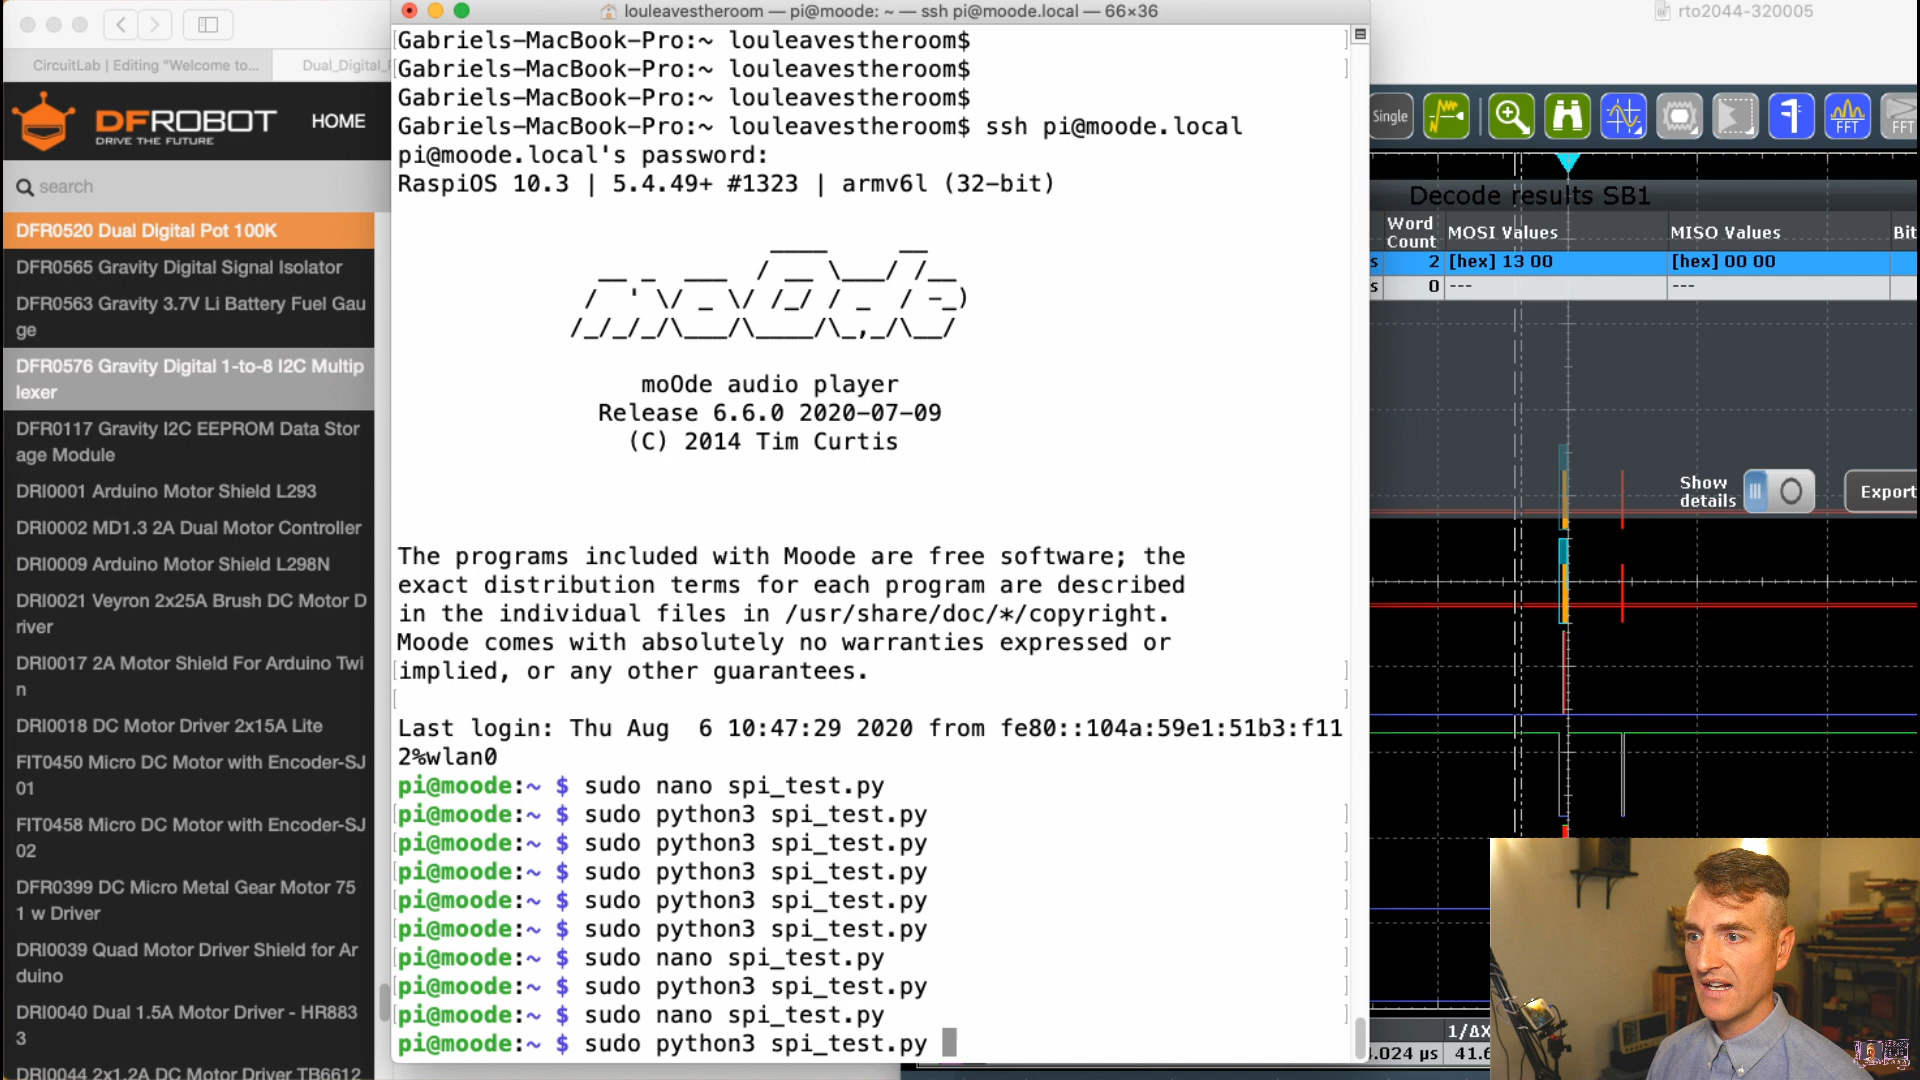 louleavestheroom — pi@moode: ~ — ssh pi@moode.local — 66×36
rto2044-320005
CircuitLab | Editing "Welcome to...
Dual_Digital_
DFROBOT
DRIVE THE FUTURE
HOME
search
DFR0520 Dual Digital Pot 100K
DFR0565 Gravity Digital Signal Isolator
DFR0563 Gravity 3.7V Li Battery Fuel Gau
ge
DFR0576 Gravity Digital 1-to-8 I2C Multip
lexer
DFR0117 Gravity I2C EEPROM Data Stor
age Module
DRI0001 Arduino Motor Shield L293
DRI0002 MD1.3 2A Dual Motor Controller
DRI0009 Arduino Motor Shield L298N
DRI0021 Veyron 2x25A Brush DC Motor D
river
DRI0017 2A Motor Shield For Arduino Twi
n
DRI0018 DC Motor Driver 2x15A Lite
FIT0450 Micro DC Motor with Encoder-SJ
01
FIT0458 Micro DC Motor with Encoder-SJ
02
DFR0399 DC Micro Metal Gear Motor 75
1 w Driver
DRI0039 Quad Motor Driver Shield for Ar
duino
DRI0040 Dual 1.5A Motor Driver - HR883
3
DRI0044 2x1.2A DC Motor Driver TB6612
Gabriels-MacBook-Pro:~ louleavestheroom$
Gabriels-MacBook-Pro:~ louleavestheroom$
Gabriels-MacBook-Pro:~ louleavestheroom$
Gabriels-MacBook-Pro:~ louleavestheroom$ ssh pi@moode.local
pi@moode.local's password:
RaspiOS 10.3 | 5.4.49+ #1323 | armv6l (32-bit)
moOde audio player
Release 6.6.0 2020-07-09
(C) 2014 Tim Curtis
The programs included with Moode are free software; the
exact distribution terms for each program are described
in the individual files in /usr/share/doc/*/copyright.
Moode comes with absolutely no warranties expressed or
implied, or any other guarantees.
Last login: Thu Aug  6 10:47:29 2020 from fe80::104a:59e1:51b3:f11
2%wlan0
pi@moode:~ $ sudo nano spi_test.py
pi@moode:~ $ sudo python3 spi_test.py
pi@moode:~ $ sudo python3 spi_test.py
pi@moode:~ $ sudo python3 spi_test.py
pi@moode:~ $ sudo python3 spi_test.py
pi@moode:~ $ sudo python3 spi_test.py
pi@moode:~ $ sudo nano spi_test.py
pi@moode:~ $ sudo python3 spi_test.py
pi@moode:~ $ sudo nano spi_test.py
pi@moode:~ $ sudo python3 spi_test.py
Single
FFT
FFT
Decode results SB1
Word Count MOSI Values MISO Values Bit
s 2 [hex] 13 00 [hex] 00 00
s 0 --- ---
Show
details
Export
1/ΔX
.024 µs 41.6